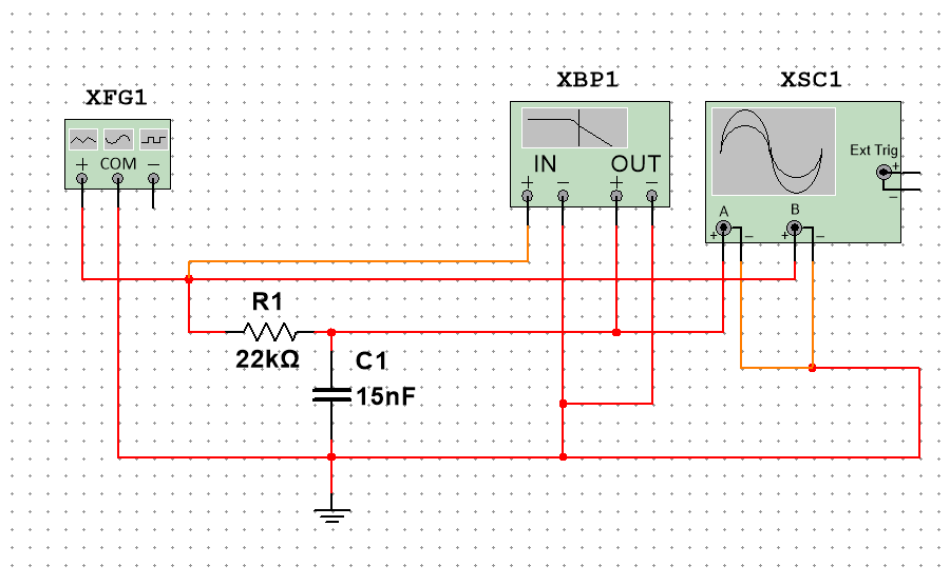 XFG1
+ COM −
XBP1
IN OUT
+ − + −
XSC1
Ext Trig
+
−
A B
+ − + −
R1
22kΩ
C1
15nF